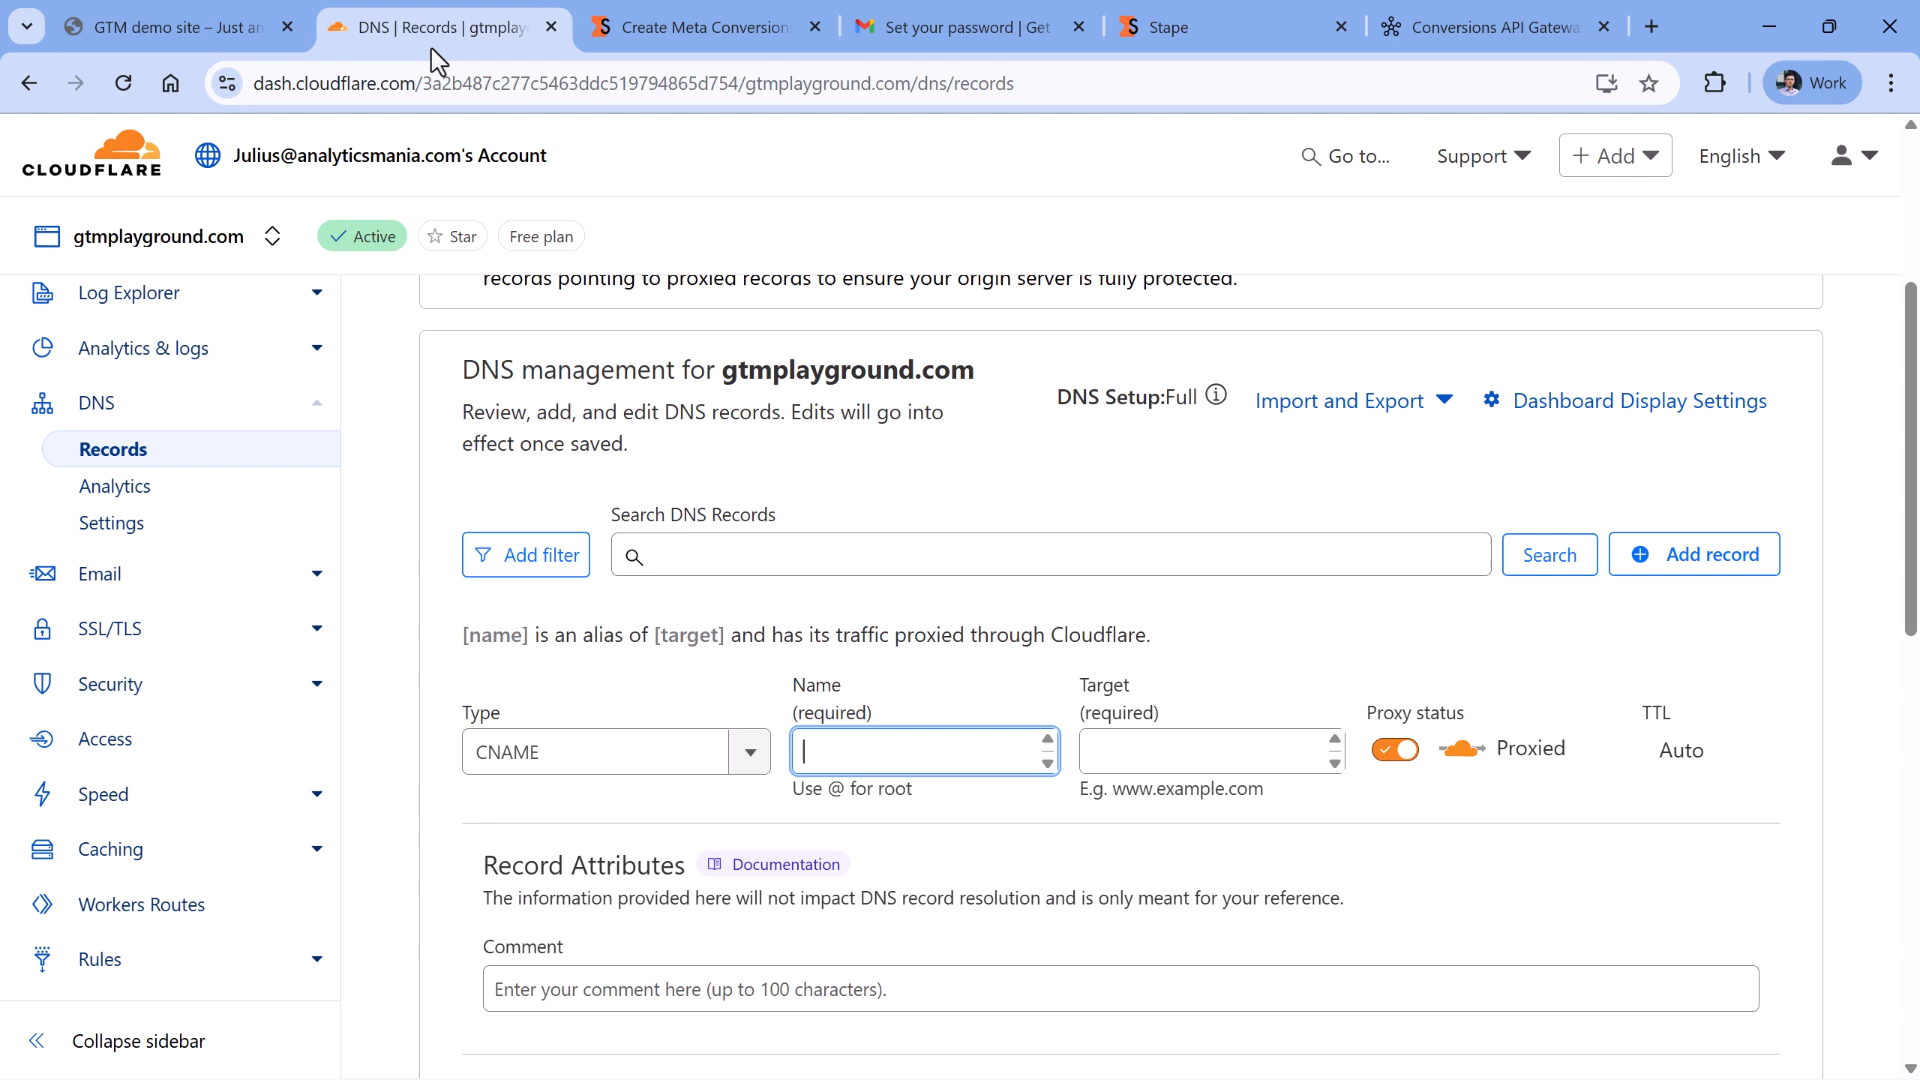 GTM demo site – Just an
DNS | Records | gtmplay
Create Meta Conversion
Set your password | Get
Stape
Conversions API Gatewa
dash.cloudflare.com/3a2b487c277c5463ddc519794865d754/gtmplayground.com/dns/records
Work
CLOUDFLARE
Julius@analyticsmania.com's Account
Go to...
Support
Add
English
gtmplayground.com
Active
Star
Free plan
Log Explorer
Analytics & logs
DNS
Records
Analytics
Settings
Email
SSL/TLS
Security
Access
Speed
Caching
Workers Routes
Rules
Collapse sidebar
records pointing to proxied records to ensure your origin server is fully protected.
DNS management for gtmplayground.com
Review, add, and edit DNS records. Edits will go into
effect once saved.
DNS Setup:Full
Import and Export
Dashboard Display Settings
Search DNS Records
Add filter
Search
Add record
[name] is an alias of [target] and has its traffic proxied through Cloudflare.
Type
Name
(required)
Target
(required)
Proxy status
TTL
CNAME
Proxied
Auto
Use @ for root
E.g. www.example.com
Record Attributes
Documentation
The information provided here will not impact DNS record resolution and is only meant for your reference.
Comment
Enter your comment here (up to 100 characters).